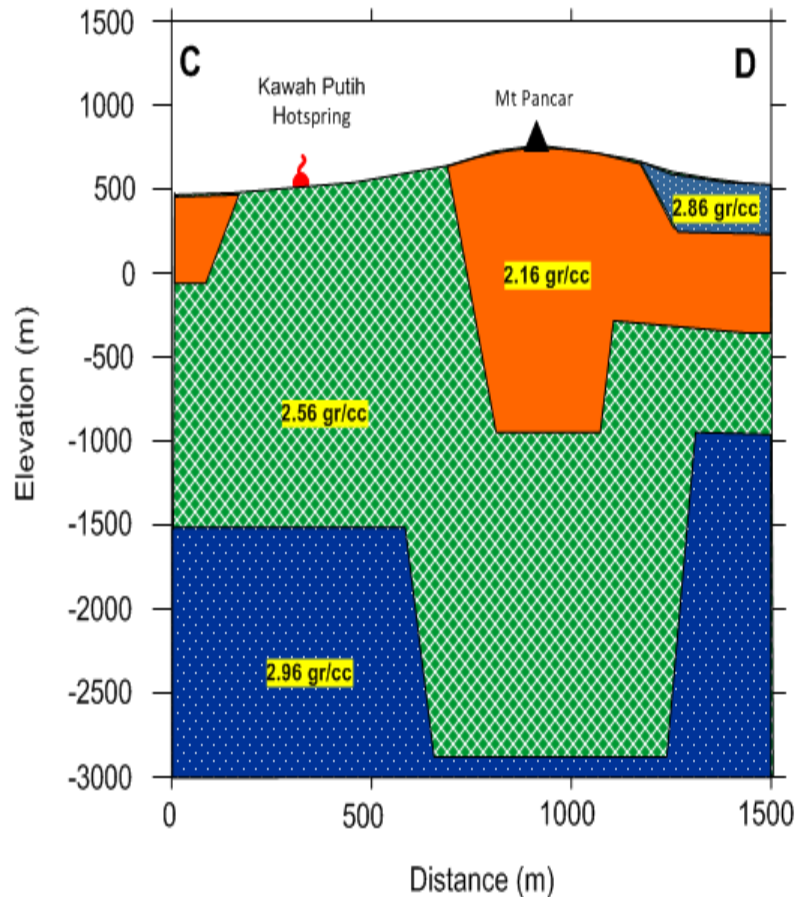 1500
1000
500
0
-500
-1000
-1500
-2000
-2500
-3000
Elevation (m)
C
D
Kawah Putih
Hotspring
Mt Pancar
2.86 gr/cc
2.16 gr/cc
2.56 gr/cc
2.96 gr/cc
0
500
1000
1500
Distance (m)